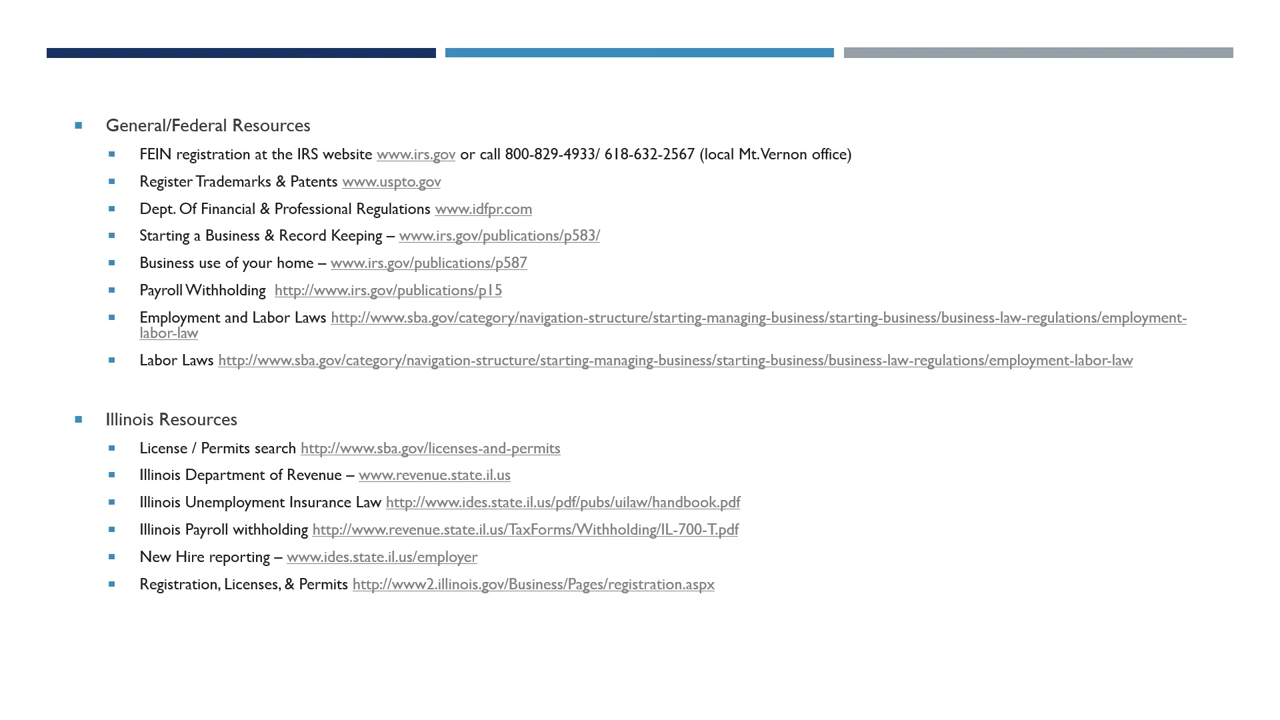 General/Federal Resources
FEIN registration at the IRS website www.irs.gov or call 800-829-4933/ 618-632-2567 (local Mt. Vernon office)
Register Trademarks & Patents www.uspto.gov
Dept. Of Financial & Professional Regulations www.idfpr.com
Starting a Business & Record Keeping – www.irs.gov/publications/p583/
Business use of your home – www.irs.gov/publications/p587
Payroll Withholding  http://www.irs.gov/publications/p15
Employment and Labor Laws http://www.sba.gov/category/navigation-structure/starting-managing-business/starting-business/business-law-regulations/employment-
labor-law
Labor Laws http://www.sba.gov/category/navigation-structure/starting-managing-business/starting-business/business-law-regulations/employment-labor-law
Illinois Resources
License / Permits search http://www.sba.gov/licenses-and-permits
Illinois Department of Revenue – www.revenue.state.il.us
Illinois Unemployment Insurance Law http://www.ides.state.il.us/pdf/pubs/uilaw/handbook.pdf
Illinois Payroll withholding http://www.revenue.state.il.us/TaxForms/Withholding/IL-700-T.pdf
New Hire reporting – www.ides.state.il.us/employer
Registration, Licenses, & Permits http://www2.illinois.gov/Business/Pages/registration.aspx